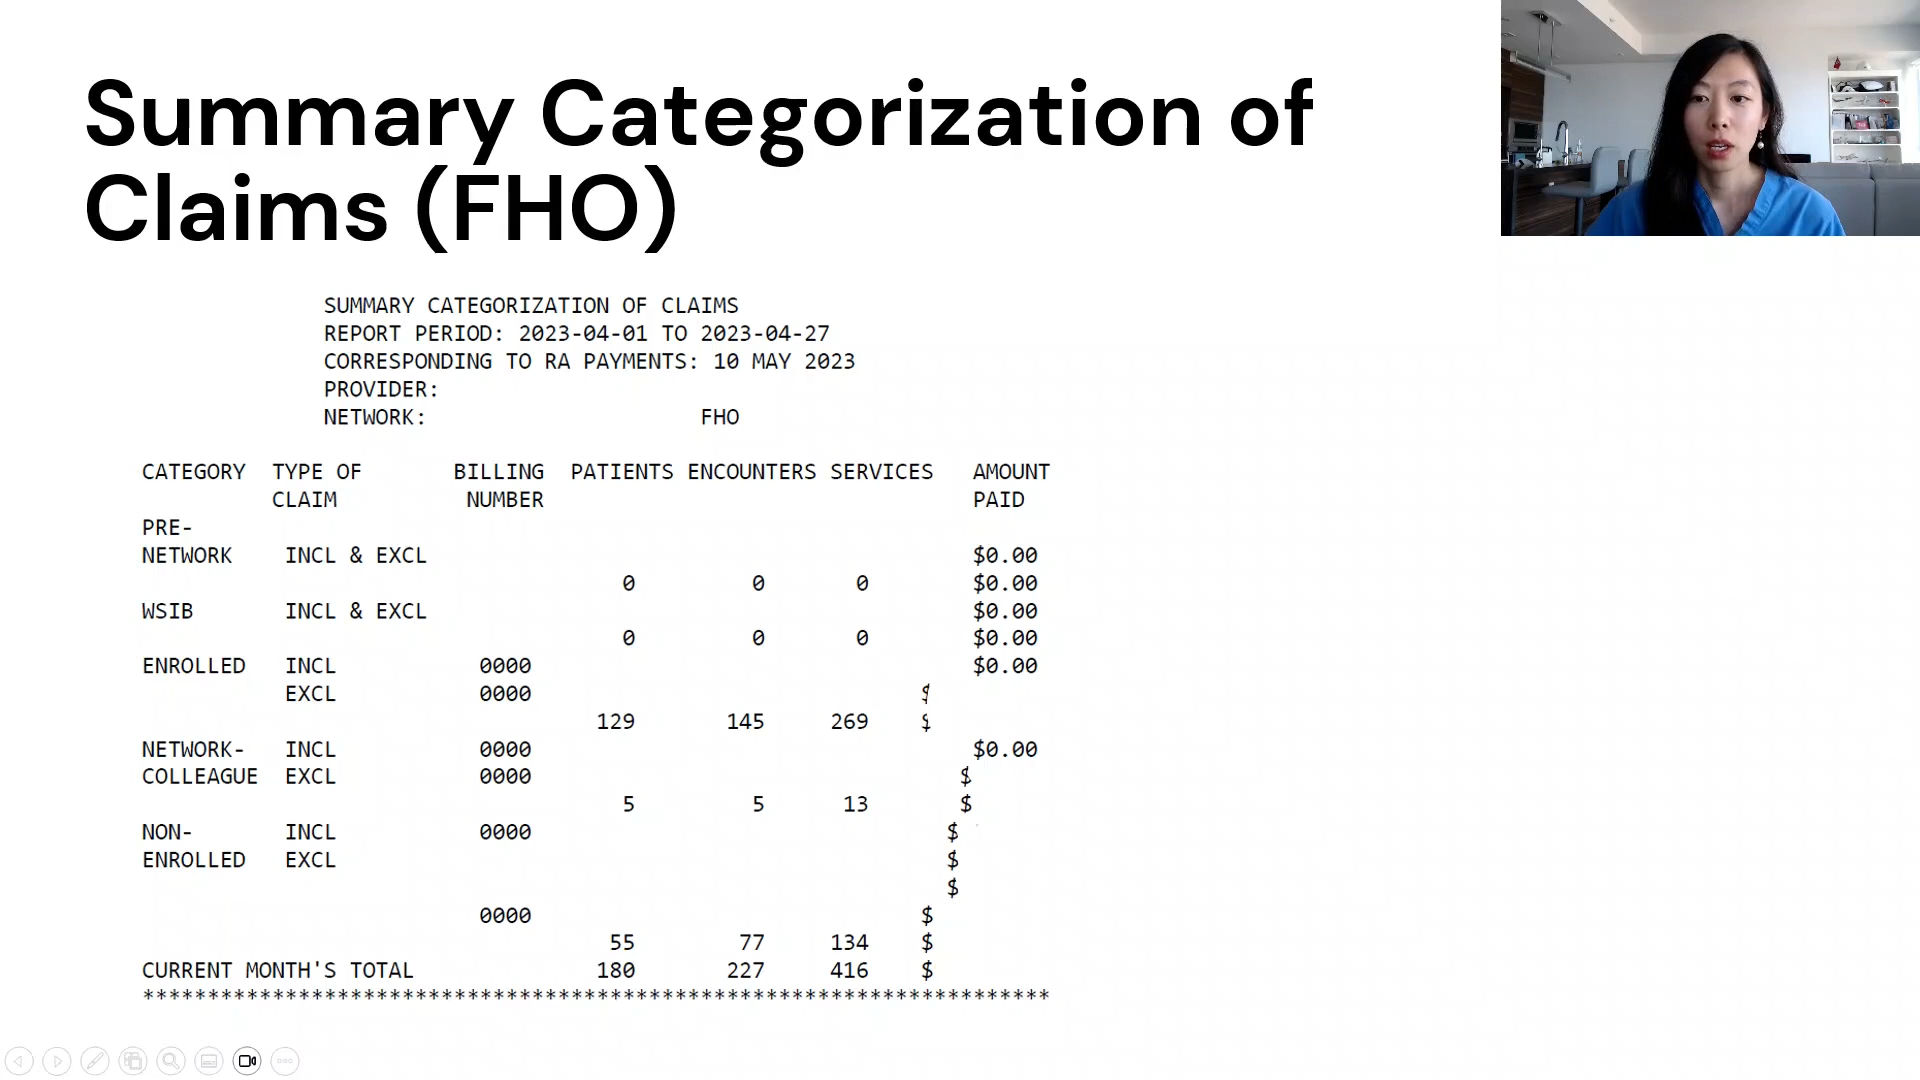 Summary Categorization of
Claims (FHO)
SUMMARY CATEGORIZATION OF CLAIMS
REPORT PERIOD: 2023-04-01 TO 2023-04-27
CORRESPONDING TO RA PAYMENTS: 10 MAY 2023
PROVIDER:
NETWORK: FHO
CATEGORY TYPE OF BILLING PATIENTS ENCOUNTERS SERVICES AMOUNT
CLAIM NUMBER PAID
PRE-
NETWORK INCL & EXCL $0.00
0 0 0 $0.00
WSIB INCL & EXCL $0.00
0 0 0 $0.00
ENROLLED INCL 0000 $0.00
EXCL 0000 $
129 145 269 $
NETWORK- INCL 0000 $0.00
COLLEAGUE EXCL 0000 $
5 5 13 $
NON- INCL 0000 $
ENROLLED EXCL $
$
0000 $
55 77 134 $
CURRENT MONTH'S TOTAL 180 227 416 $
**********************************************************************